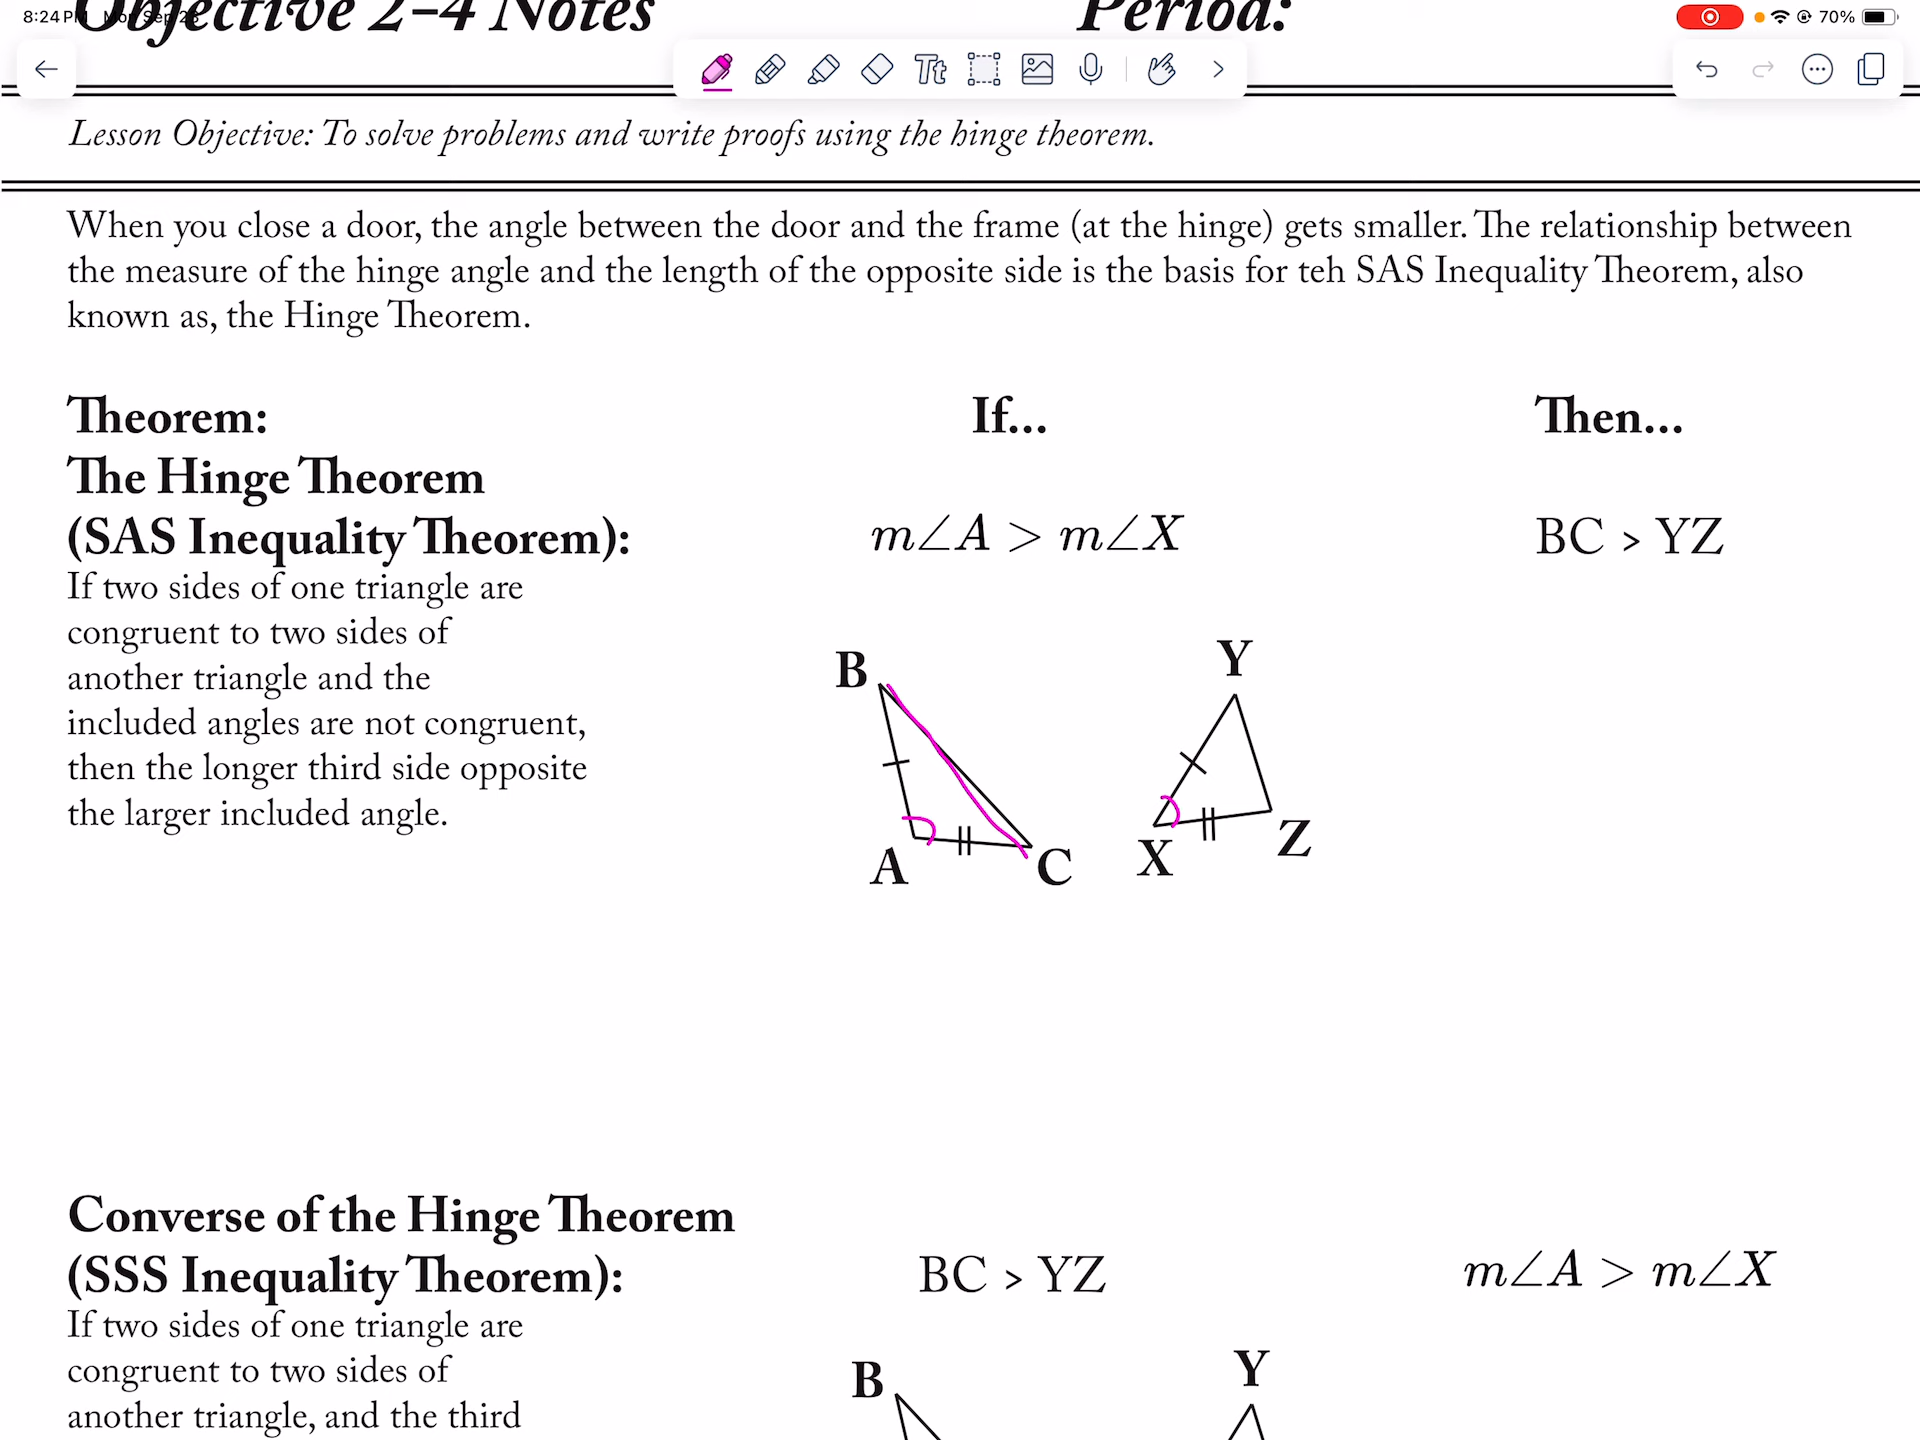 8:24 PM Mon Sep 23
70%
Objective 2-4 Notes
Period:
Tt
Lesson Objective: To solve problems and write proofs using the hinge theorem.
When you close a door, the angle between the door and the frame (at the hinge) gets smaller. The relationship between
the measure of the hinge angle and the length of the opposite side is the basis for teh SAS Inequality Theorem, also
known as, the Hinge Theorem.
Theorem:
If...
Then...
The Hinge Theorem
(SAS Inequality Theorem):
m∠A > m∠X
BC > YZ
If two sides of one triangle are
congruent to two sides of
another triangle and the
included angles are not congruent,
then the longer third side opposite
the larger included angle.
B
Y
A
C
X
Z
Converse of the Hinge Theorem
(SSS Inequality Theorem):
BC > YZ
m∠A > m∠X
If two sides of one triangle are
congruent to two sides of
another triangle, and the third
B
Y